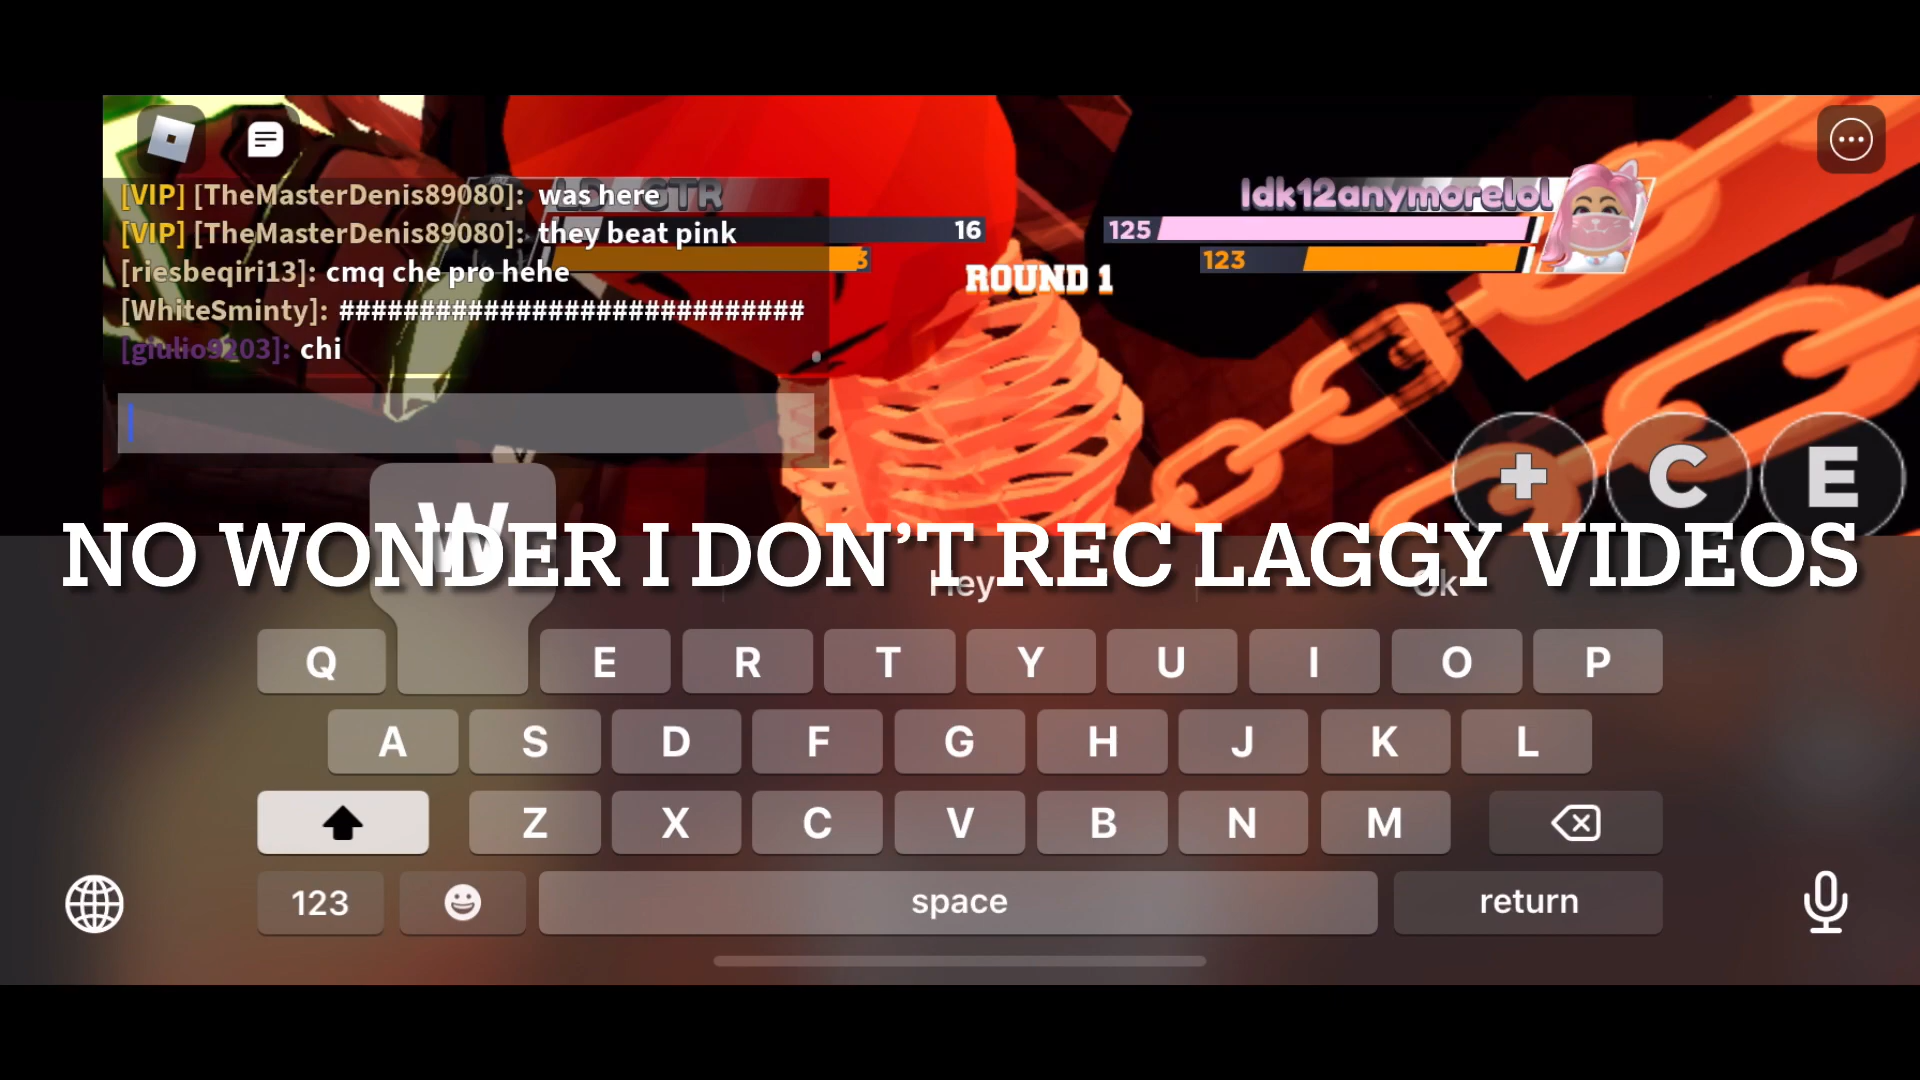 [VIP] [TheMasterDenis89080]: was here
[VIP] [TheMasterDenis89080]: they beat pink
[riesbeqiri13]: cmq che pro hehe
[WhiteSminty]: #############################
[giulio9203]: chi
GTR
16
ROUND 1
Idk12anymorelol
125
123
+ C E
W
NO WONDER I DON'T REC LAGGY VIDEOS
Hey Ok
Q E R T Y U I O P
A S D F G H J K L
Z X C V B N M
123 space return